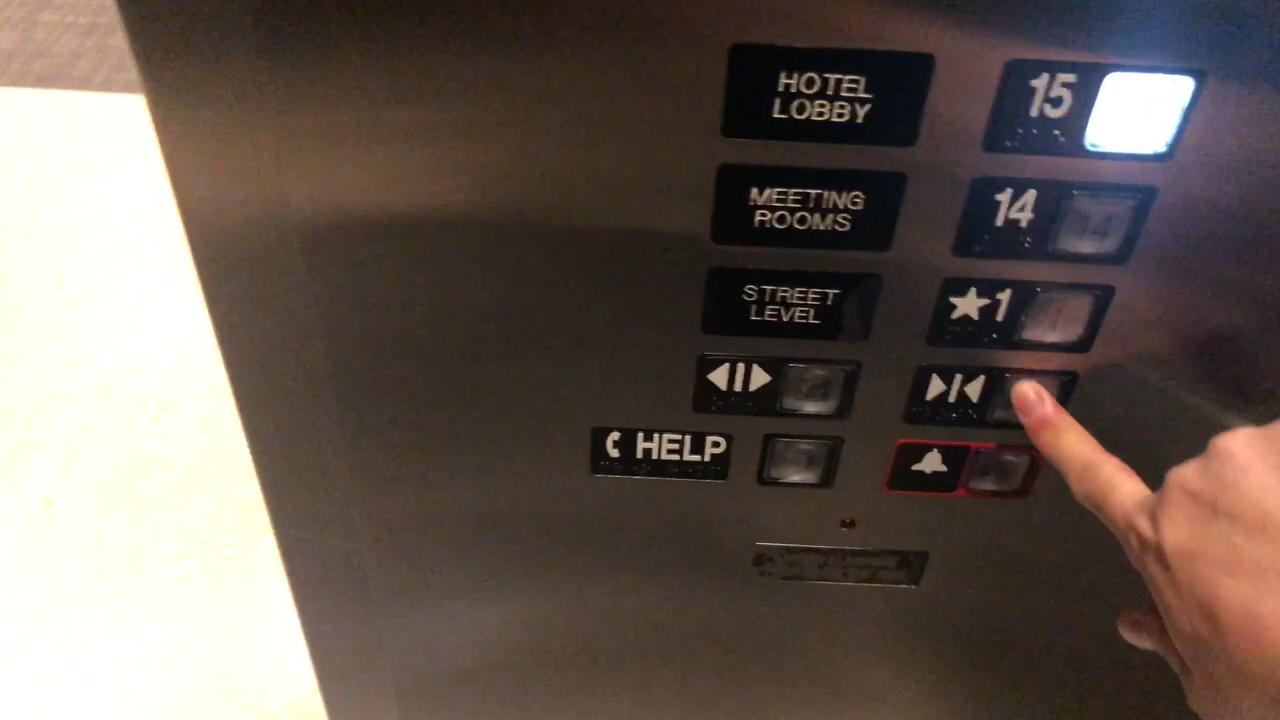 HOTEL
LOBBY
15
MEETING
ROOMS
14
STREET
LEVEL
★1
HELP